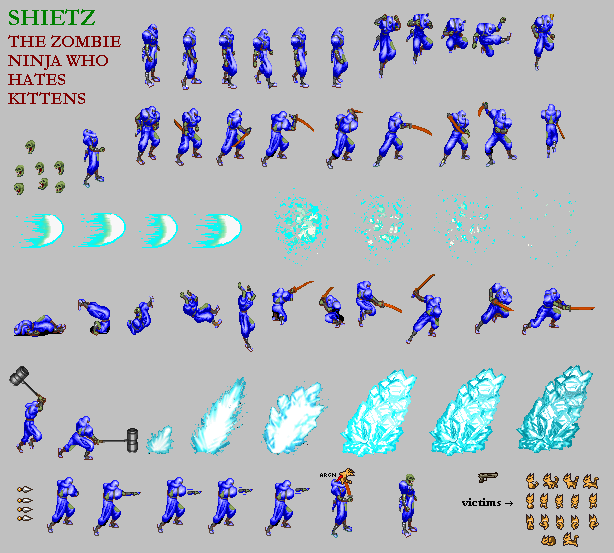 SHIETZ
THE ZOMBIE
NINJA WHO
HATES
KITTENS
ARGH
victims →